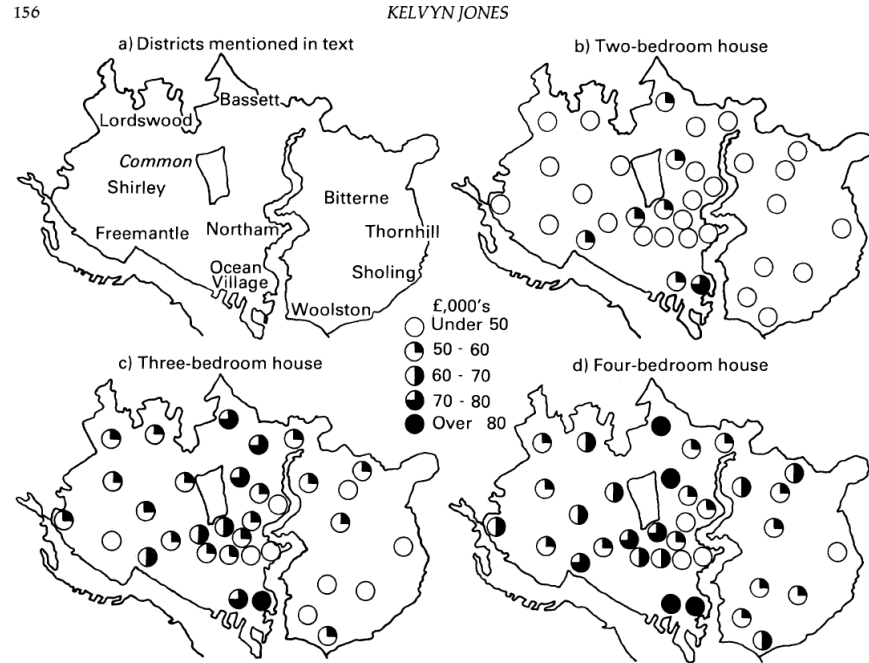 156
KELVYN JONES
a) Districts mentioned in text
Bassett
Lordswood
Common
Shirley
Bitterne
Freemantle
Northam
Thornhill
Ocean
Village
Sholing
Woolston
b) Two-bedroom house
£,000's
Under 50
50 - 60
60 - 70
70 - 80
Over 80
c) Three-bedroom house
d) Four-bedroom house